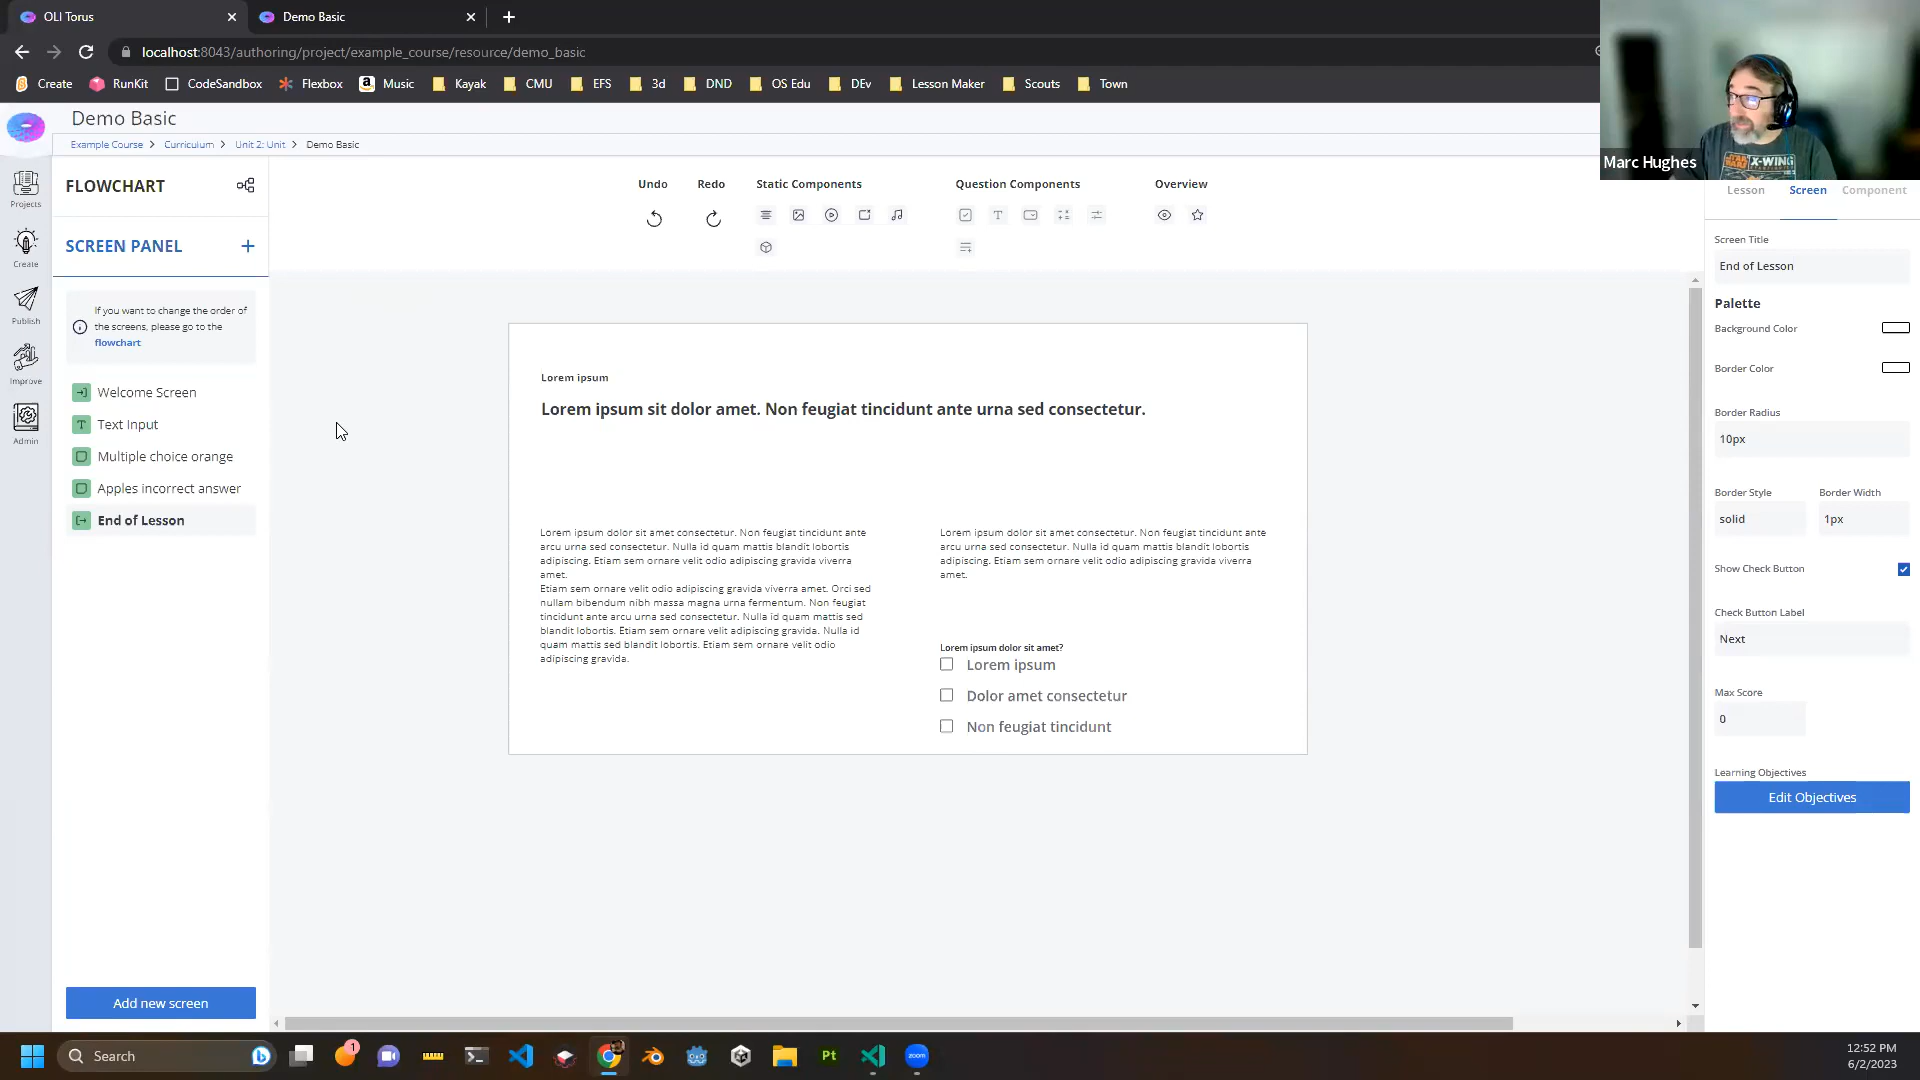 OLI Torus
Demo Basic
localhost:8043/authoring/project/example_course/resource/demo_basic
Create
RunKit
CodeSandbox
Flexbox
Music
Kayak
CMU
EFS
3d
DND
OS Edu
DEv
Lesson Maker
Scouts
Town
Marc Hughes
X-WING
Demo Basic
Example Course
Curriculum
Unit 2: Unit
Demo Basic
Projects
Create
Publish
Improve
Admin
FLOWCHART
SCREEN PANEL
If you want to change the order of
the screens, please go to the
flowchart
Welcome Screen
Text Input
Multiple choice orange
Apples incorrect answer
End of Lesson
Add new screen
Undo
Redo
Static Components
Question Components
Overview
Lorem ipsum
Lorem ipsum sit dolor amet. Non feugiat tincidunt ante urna sed consectetur.
Lorem ipsum dolor sit amet consectetur. Non feugiat tincidunt ante
arcu urna sed consectetur. Nulla id quam mattis blandit lobortis
adipiscing. Etiam sem ornare velit odio adipiscing gravida viverra
amet.
Etiam sem ornare velit odio adipiscing gravida viverra amet. Orci sed
nullam bibendum nibh massa magna urna fermentum. Non feugiat
tincidunt ante arcu urna sed consectetur. Nulla id quam mattis sed
blandit lobortis. Etiam sem ornare velit adipiscing gravida. Nulla id
quam mattis sed blandit lobortis. Etiam sem ornare velit odio
adipiscing gravida.
Lorem ipsum dolor sit amet consectetur. Non feugiat tincidunt ante
arcu urna sed consectetur. Nulla id quam mattis blandit lobortis
adipiscing. Etiam sem ornare velit odio adipiscing gravida viverra
amet.
Lorem ipsum dolor sit amet?
Lorem ipsum
Dolor amet consectetur
Non feugiat tincidunt
Lesson
Screen
Component
Screen Title
End of Lesson
Palette
Background Color
Border Color
Border Radius
10px
Border Style
Border Width
solid
1px
Show Check Button
Check Button Label
Next
Max Score
0
Learning Objectives
Edit Objectives
Search
1
Pt
zoom
12:52 PM
6/2/2023